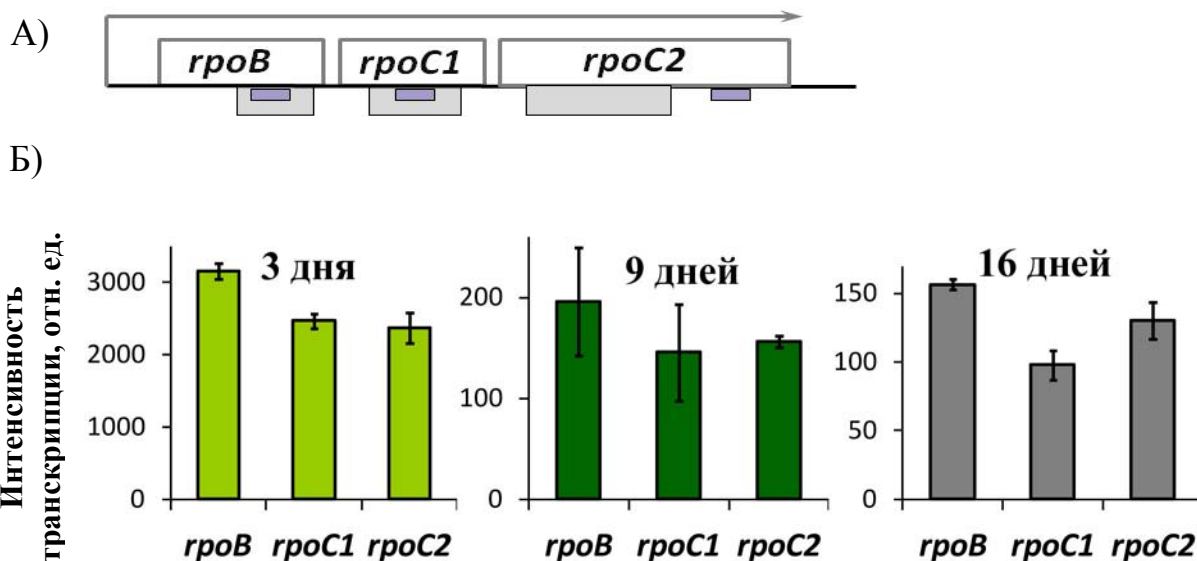 А)
rpoB rpoC1 rpoC2
Б)
Интенсивность
транскрипции, отн. ед.
3 дня
3000
2000
1000
0
rpoB rpoC1 rpoC2
9 дней
200
100
0
rpoB rpoC1 rpoC2
16 дней
150
100
50
0
rpoB rpoC1 rpoC2